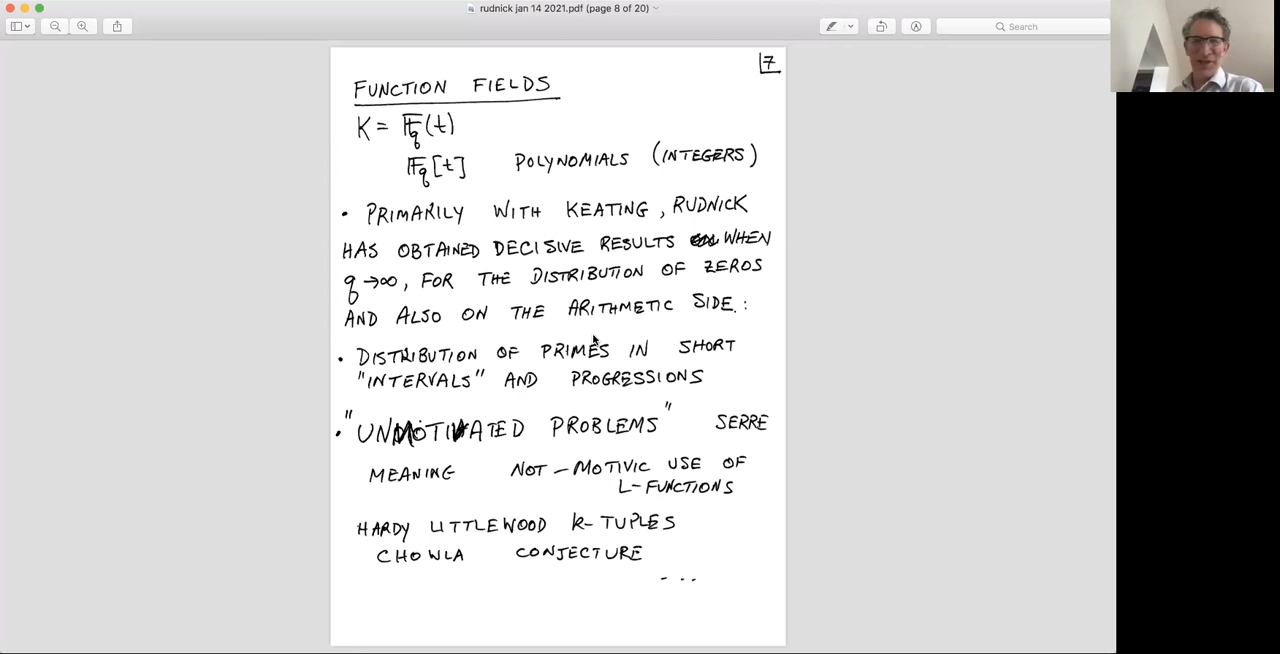 rudnick jan 14 2021.pdf (page 8 of 20)
Search
7
FUNCTION FIELDS
K = 𝔽q(t)
𝔽q[t] POLYNOMIALS (INTEGERS)
• PRIMARILY WITH KEATING, RUDNICK
HAS OBTAINED DECISIVE RESULTS WHEN
q→∞, FOR THE DISTRIBUTION OF ZEROS
AND ALSO ON THE ARITHMETIC SIDE.:
• DISTRIBUTION OF PRIMES IN SHORT
"INTERVALS" AND PROGRESSIONS
• "UNMOTIVATED PROBLEMS" SERRE
MEANING NOT-MOTIVIC USE OF
L-FUNCTIONS
HARDY LITTLEWOOD k-TUPLES
CHOWLA CONJECTURE
- - - -